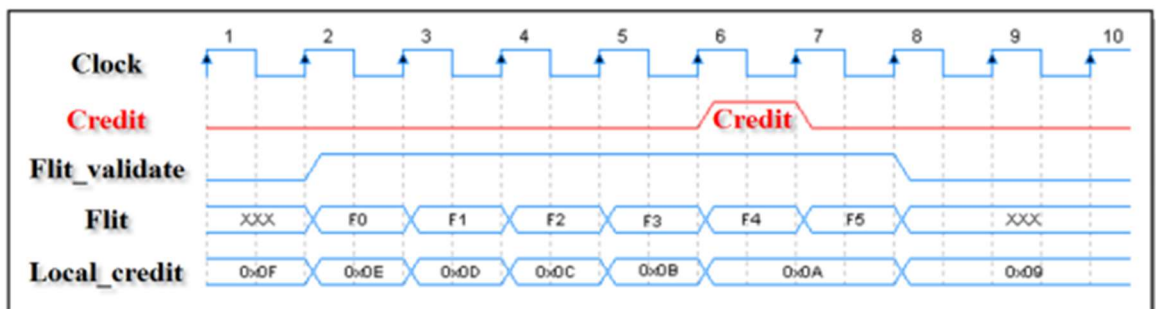 1 2 3 4 5 6 7 8 9 10
Clock
Credit Credit
Flit_validate
Flit XXX F0 F1 F2 F3 F4 F5 XXX
Local_credit 0x0F 0x0E 0x0D 0x0C 0x0B 0x0A 0x09